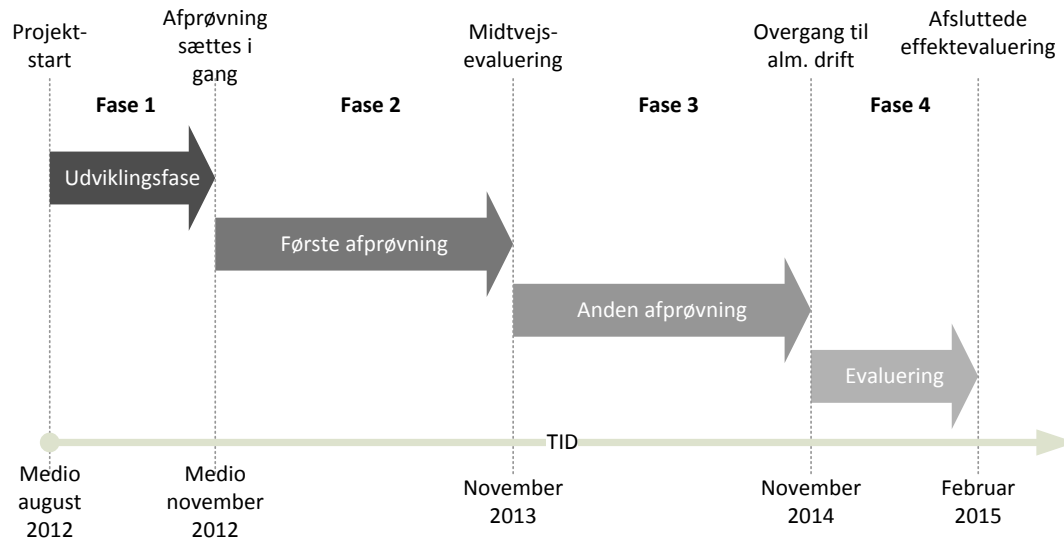 Projekt-
start
Afprøvning
sættes i
gang
Midtvejs-
evaluering
Overgang til
alm. drift
Afsluttede
effektevaluering
Fase 1
Fase 2
Fase 3
Fase 4
Udviklingsfase
Første afprøvning
Anden afprøvning
Evaluering
TID
Medio
august
2012
Medio
november
2012
November
2013
November
2014
Februar
2015